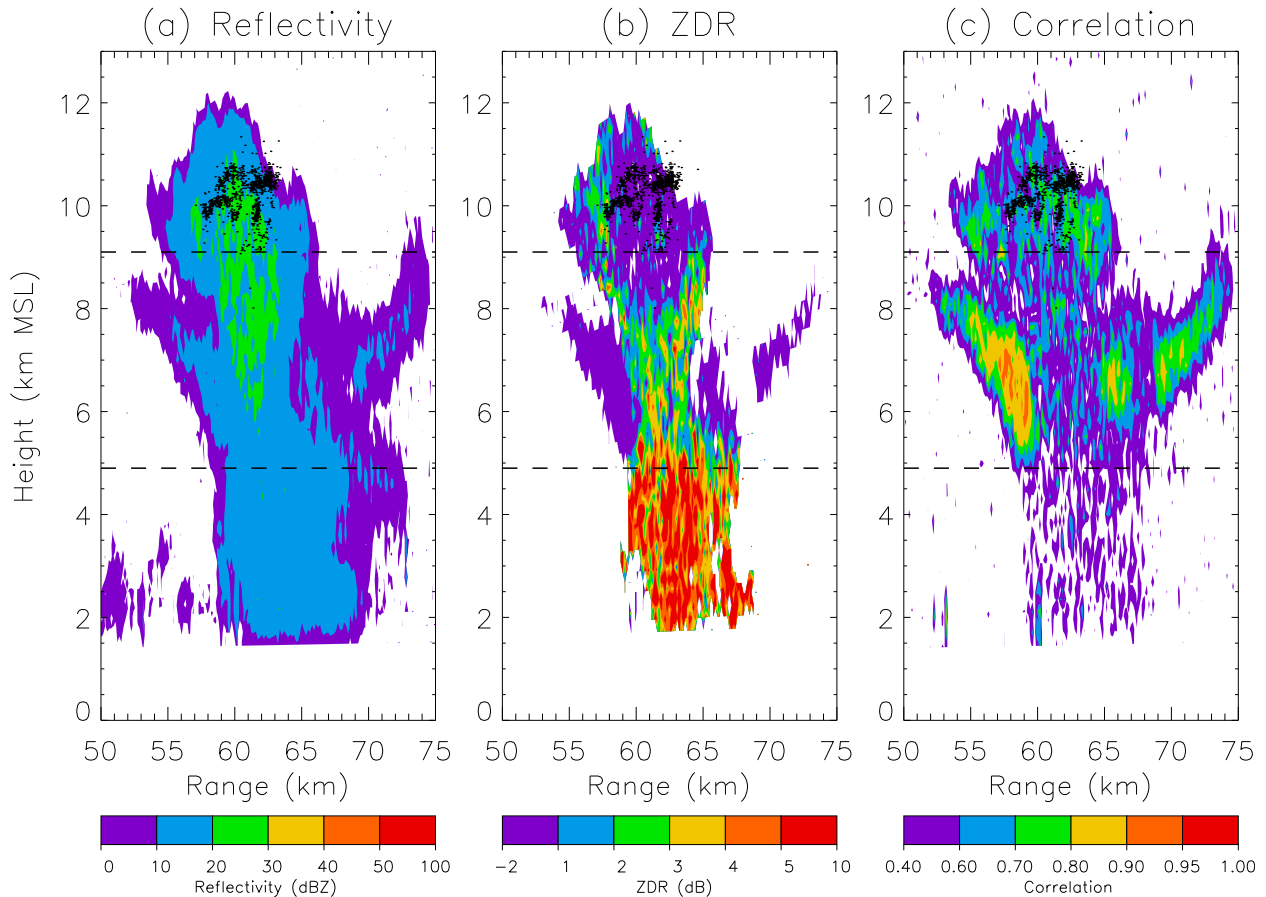 (a) Reflectivity
(b) ZDR
(c) Correlation
Height (km MSL)
12
10
8
6
4
2
0
50 55 60 65 70 75
Range (km)
0 10 20 30 40 50 100
Reflectivity (dBZ)
12
10
8
6
4
2
0
50 55 60 65 70 75
Range (km)
−2 1 2 3 4 5 10
ZDR (dB)
12
10
8
6
4
2
0
50 55 60 65 70 75
Range (km)
0.40 0.60 0.70 0.80 0.90 0.95 1.00
Correlation